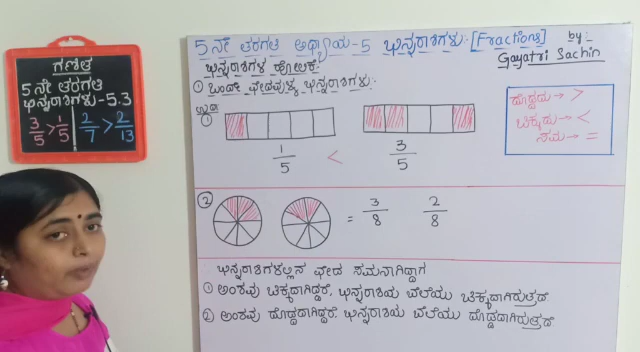 ಗಣಿತ
5 ನೇ ತರಗತಿ
ಭಿನ್ನರಾಶಿಗಳು-5.3
3/5 > 1/5 | 2/7 > 2/13
5 ನೇ ತರಗತಿ ಅಧ್ಯಾಯ-5 ಭಿನ್ನರಾಶಿಗಳು:-[Fractions] by:-
Gayatri Sachin
ಭಿನ್ನರಾಶಿಗಳ ಹೋಲಿಕೆ:
① ಒಂದೇ ಛೇದವುಳ್ಳ ಭಿನ್ನರಾಶಿಗಳು:-
①
1/5 < 3/5
ದೊಡ್ಡದು → >
ಚಿಕ್ಕದು → <
ಸಮ → =
② = 3/8 2/8
ಭಿನ್ನರಾಶಿಗಳಲ್ಲಿನ ಛೇದ ಸಮನಾಗಿದ್ದಾಗ
① ಅಂಶವು ಚಿಕ್ಕದಾಗಿದ್ದರೆ, ಭಿನ್ನರಾಶಿಯ ಬೆಲೆಯು ಚಿಕ್ಕದಾಗಿರುತ್ತದೆ
② ಅಂಶವು ದೊಡ್ಡದಾಗಿದ್ದರೆ, ಭಿನ್ನರಾಶಿಯ ಬೆಲೆಯು ದೊಡ್ಡದಾಗಿರುತ್ತದೆ